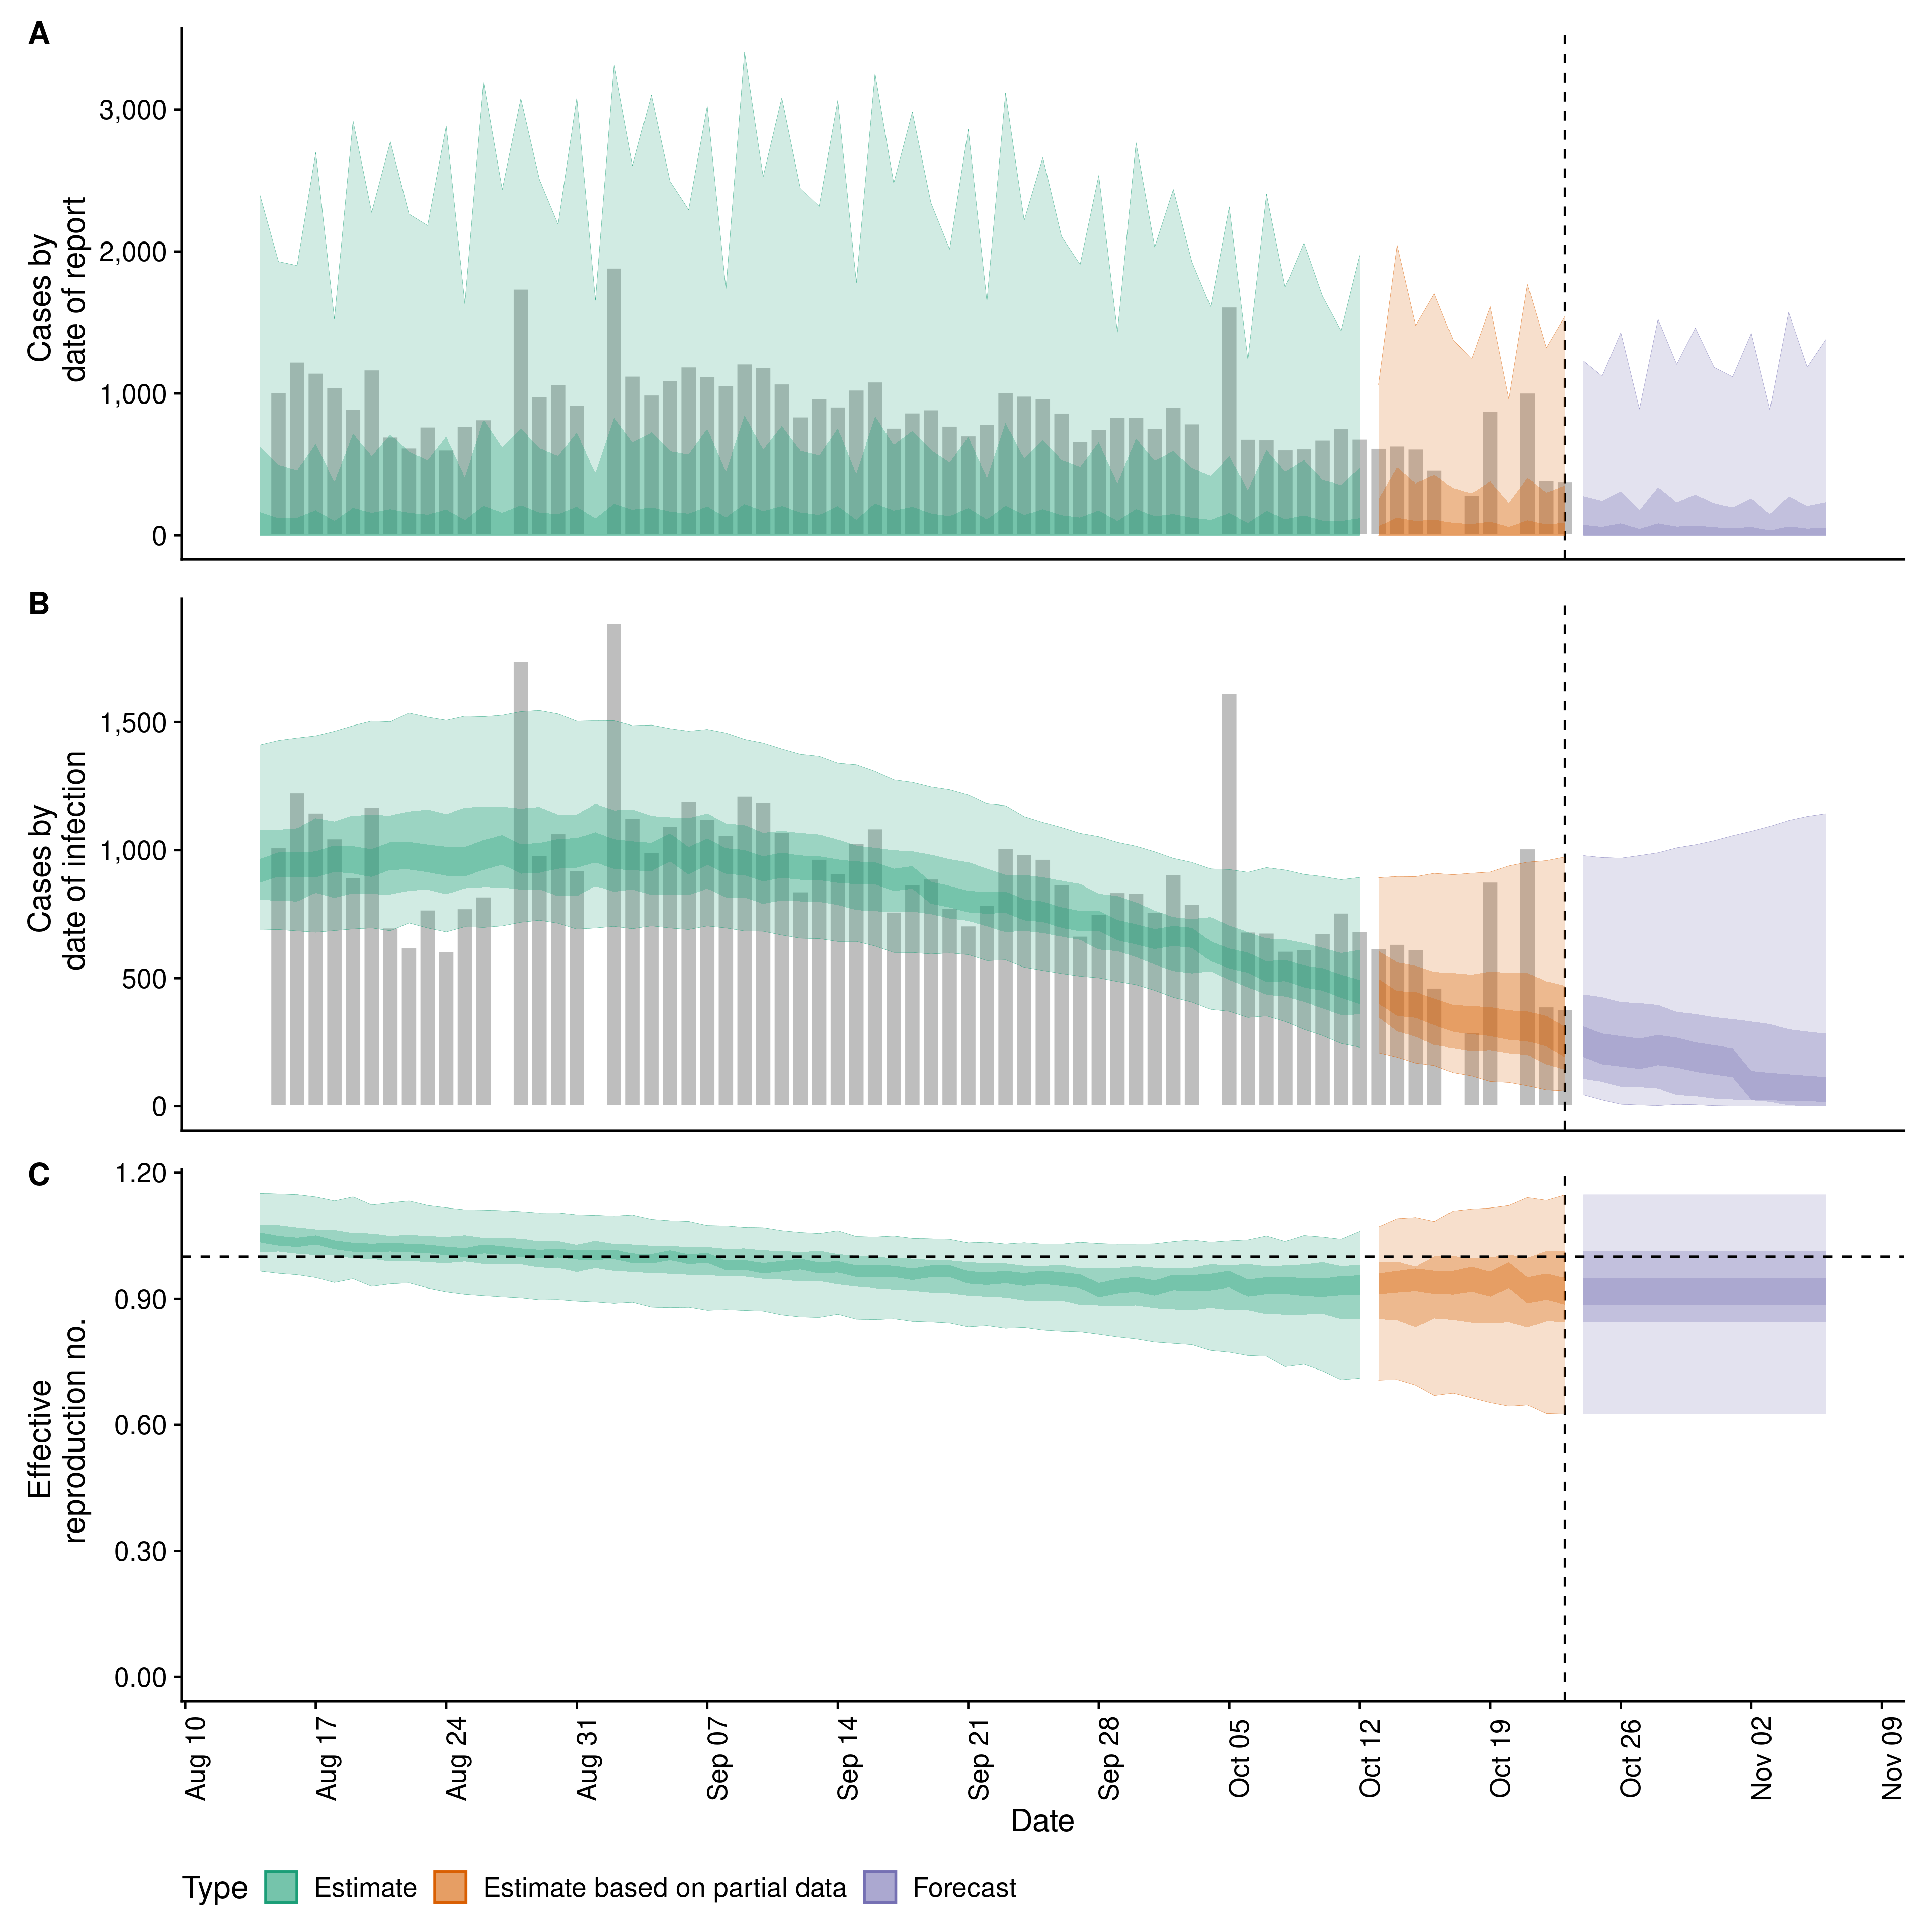 A
Cases by
date of report
3,000
2,000
1,000
0
B
Cases by
date of infection
1,500
1,000
500
0
C
Effective
reproduction no.
1.20
0.90
0.60
0.30
0.00
Aug 10
Aug 17
Aug 24
Aug 31
Sep 07
Sep 14
Sep 21
Sep 28
Oct 05
Oct 12
Oct 19
Oct 26
Nov 02
Nov 09
Date
Type Estimate Estimate based on partial data Forecast